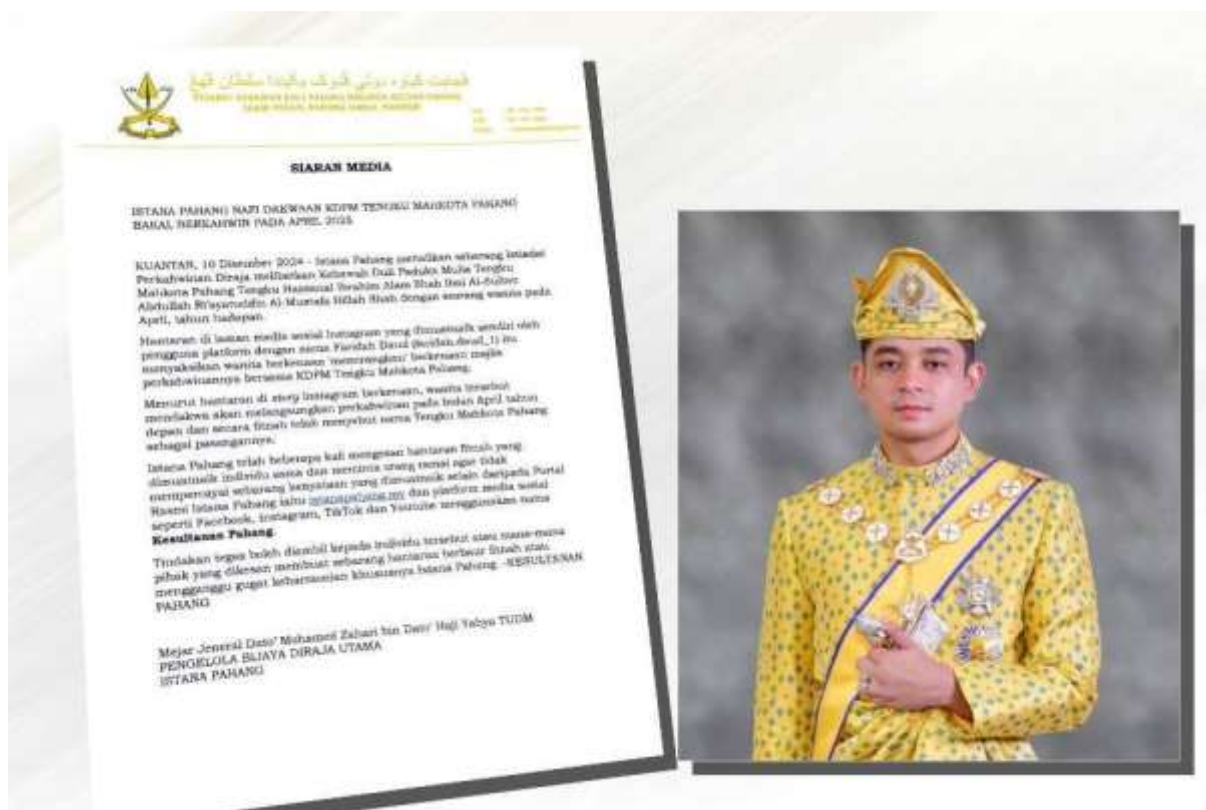 SIARAN MEDIA
ISTANA PAHANG NAFI DAKWAAN KDPM TENGKU MAHKOTA PAHANG
BAKAL BERKAHWIN PADA APRIL 2025
KUANTAN, 10 Disember 2024 - Istana Pahang menafikan sebarang Istiadat
Perkahwinan Diraja melibatkan Kebawah Duli Paduka Mulia Tengku
Mahkota Pahang Tengku Hassanal Ibrahim Alam Shah Ibni Al-Sultan
Abdullah Ri'ayatuddin Al-Mustafa Billah Shah dengan seorang wanita pada
April, tahun hadapan.
Hantaran di laman media sosial Instagram yang dimuatnaik sendiri oleh
pengguna platform dengan nama Faridah Daud itu
menyaksikan wanita berkenaan 'menerangkan' berkenaan majlis
perkahwinannya bersama KDPM Tengku Mahkota Pahang.
Menurut hantaran di story Instagram berkenaan, wanita tersebut
mendakwa akan melangsungkan perkahwinan pada bulan April tahun
depan dan secara fitnah telah menyebut nama Tengku Mahkota Pahang
sebagai pasangannya.
Istana Pahang telah beberapa kali mengesan hantaran fitnah yang
dimuatnaik individu sama dan meminta orang ramai agar tidak
mempercayai sebarang kenyataan yang dimuatnaik selain daripada Portal
Rasmi Istana Pahang iaitu istanapahang.my dan platform media sosial
seperti Facebook, Instagram, TikTok dan Youtube menggunakan nama
Kesultanan Pahang.
Tindakan tegas boleh diambil kepada individu tersebut atau mana-mana
pihak yang dikesan membuat sebarang hantaran berbaur fitnah atau
mengganggu gugat keharmonian khususnya Istana Pahang. -KESULTANAN
PAHANG
Mejar Jeneral Dato' Mohamed Zahari bin Dato' Haji Yahya TUDM
PENGELOLA BIJAYA DIRAJA UTAMA
ISTANA PAHANG